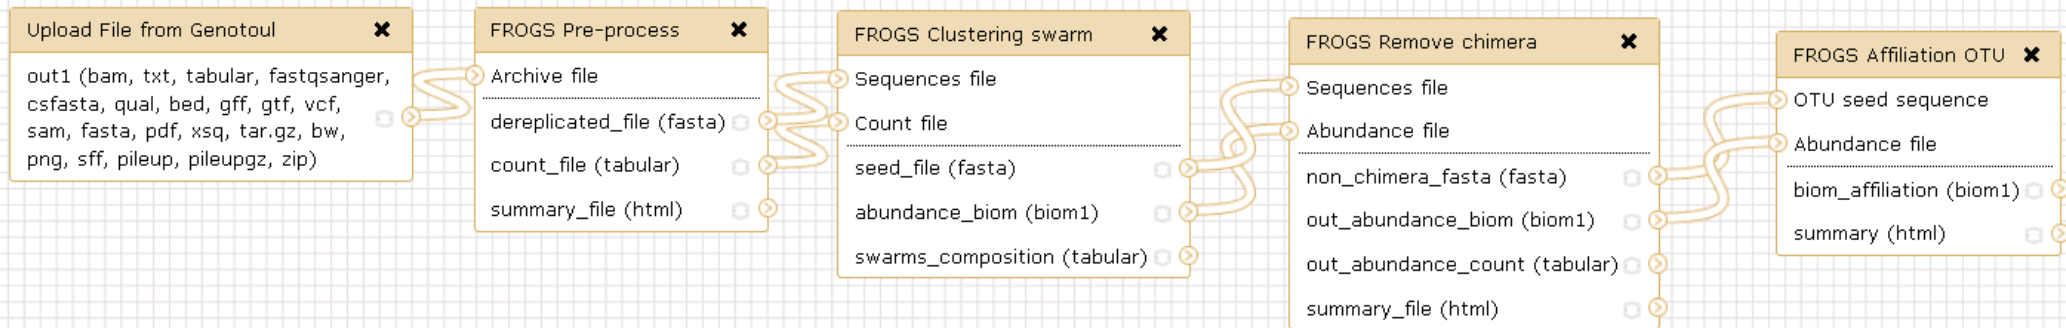 Upload File from Genotoul
out1 (bam, txt, tabular, fastqsanger,
csfasta, qual, bed, gff, gtf, vcf,
sam, fasta, pdf, xsq, tar.gz, bw,
png, sff, pileup, pileupgz, zip)
FROGS Pre-process
Archive file
dereplicated_file (fasta)
count_file (tabular)
summary_file (html)
FROGS Clustering swarm
Sequences file
Count file
seed_file (fasta)
abundance_biom (biom1)
swarms_composition (tabular)
FROGS Remove chimera
Sequences file
Abundance file
non_chimera_fasta (fasta)
out_abundance_biom (biom1)
out_abundance_count (tabular)
summary_file (html)
FROGS Affiliation OTU
OTU seed sequence
Abundance file
biom_affiliation (biom1)
summary (html)